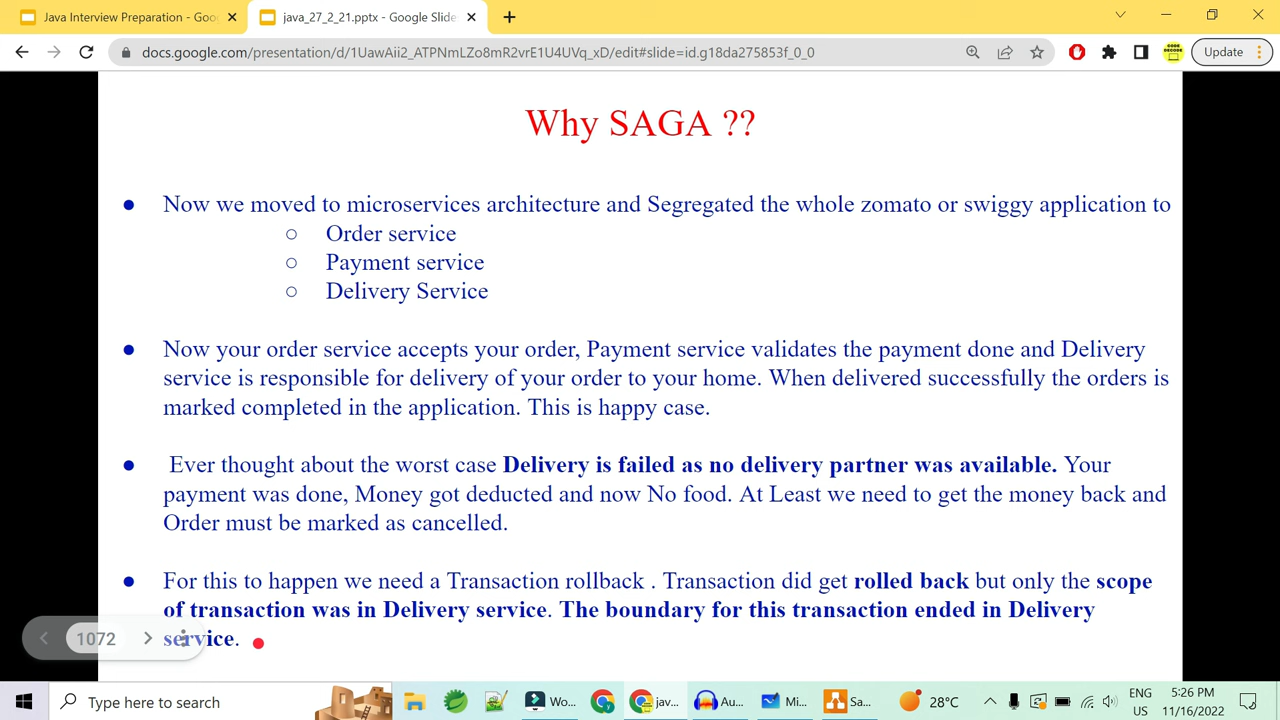 Java Interview Preparation - Goo
java_27_2_21.pptx - Google Slide
docs.google.com/presentation/d/1UawAii2_ATPNmLZo8mR2vrE1U4UVq_xD/edit#slide=id.g18da275853f_0_0
Update
Why SAGA ??
● Now we moved to microservices architecture and Segregated the whole zomato or swiggy application to
○ Order service
○ Payment service
○ Delivery Service
● Now your order service accepts your order, Payment service validates the payment done and Delivery
service is responsible for delivery of your order to your home. When delivered successfully the orders is
marked completed in the application. This is happy case.
● Ever thought about the worst case Delivery is failed as no delivery partner was available. Your
payment was done, Money got deducted and now No food. At Least we need to get the money back and
Order must be marked as cancelled.
● For this to happen we need a Transaction rollback . Transaction did get rolled back but only the scope
of transaction was in Delivery service. The boundary for this transaction ended in Delivery
service.
1072
Type here to search
Wo...
jav...
Au...
Mi...
Sa...
28°C
ENG
US
5:26 PM
11/16/2022